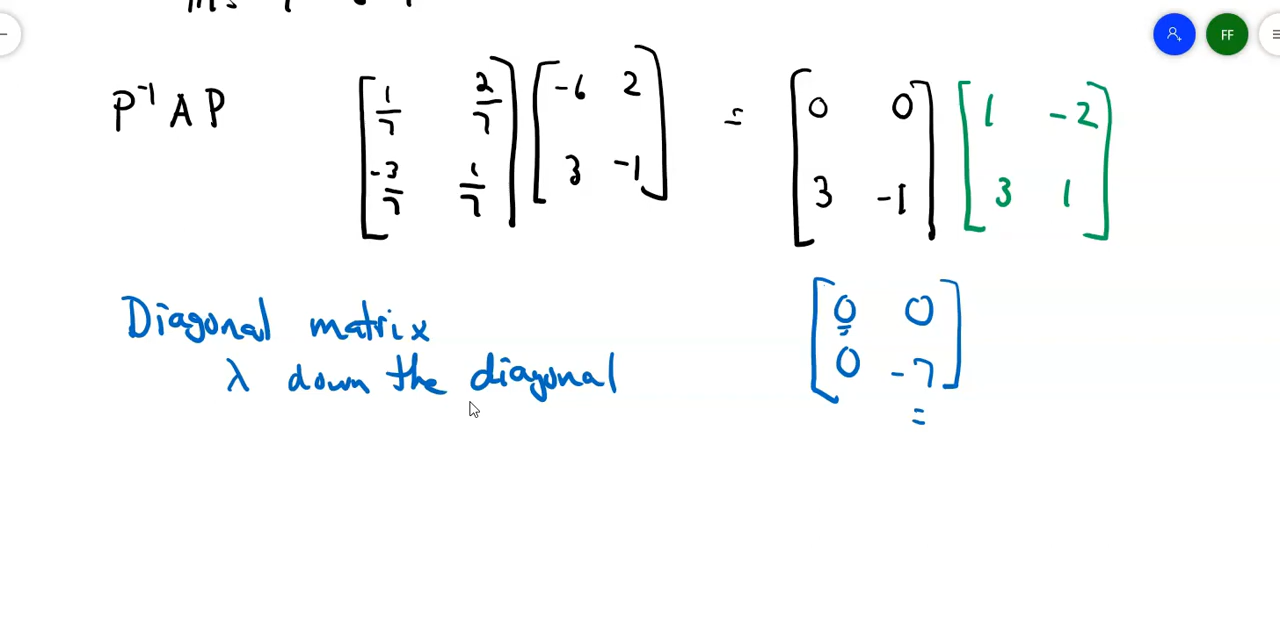 FF
P⁻¹ A P [1/7 2/7; -3/7 1/7] [-6 2; 3 -1] = [0 0; 3 -1] [1 -2; 3 1]
Diagonal matrix [0 0; 0 -7]
λ down the diagonal
=